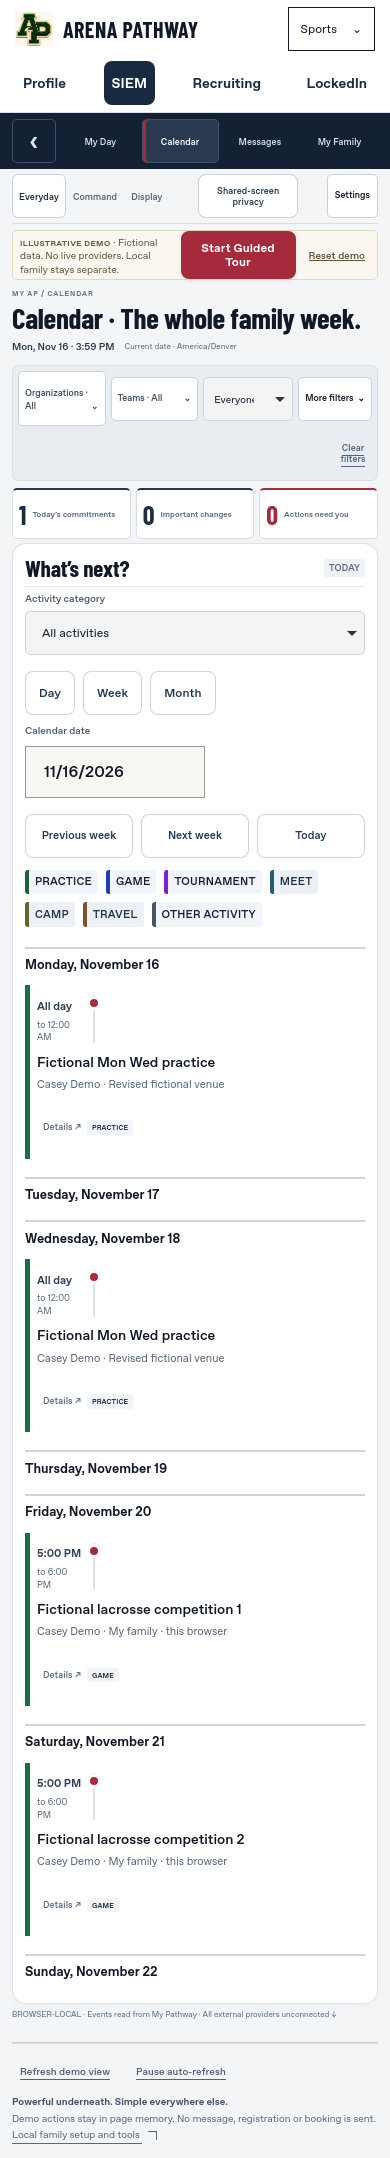 AP ARENA PATHWAY
Sports
Profile SIEM Recruiting LockedIn
My Day Calendar Messages My Family
Everyday Command Display Shared-screen privacy Settings
ILLUSTRATIVE DEMO · Fictional
data. No live providers. Local
family stays separate.
Start Guided
Tour
Reset demo
MY AP / CALENDAR
Calendar · The whole family week.
Mon, Nov 16 · 3:59 PM Current date · America/Denver
Organizations ·
All
Teams · All
Everyone
More filters
Clear
filters
1 Today's commitments
0 Important changes
0 Actions need you
What's next?
TODAY
Activity category
All activities
Day Week Month
Calendar date
11/16/2026
Previous week Next week Today
PRACTICE GAME TOURNAMENT MEET
CAMP TRAVEL OTHER ACTIVITY
Monday, November 16
All day
to 12:00
AM
Fictional Mon Wed practice
Casey Demo · Revised fictional venue
Details ↗ PRACTICE
Tuesday, November 17
Wednesday, November 18
All day
to 12:00
AM
Fictional Mon Wed practice
Casey Demo · Revised fictional venue
Details ↗ PRACTICE
Thursday, November 19
Friday, November 20
5:00 PM
to 6:00
PM
Fictional lacrosse competition 1
Casey Demo · My family · this browser
Details ↗ GAME
Saturday, November 21
5:00 PM
to 6:00
PM
Fictional lacrosse competition 2
Casey Demo · My family · this browser
Details ↗ GAME
Sunday, November 22
BROWSER-LOCAL · Events read from My Pathway · All external providers unconnected ↓
Refresh demo view Pause auto-refresh
Powerful underneath. Simple everywhere else.
Demo actions stay in page memory. No message, registration or booking is sent.
Local family setup and tools